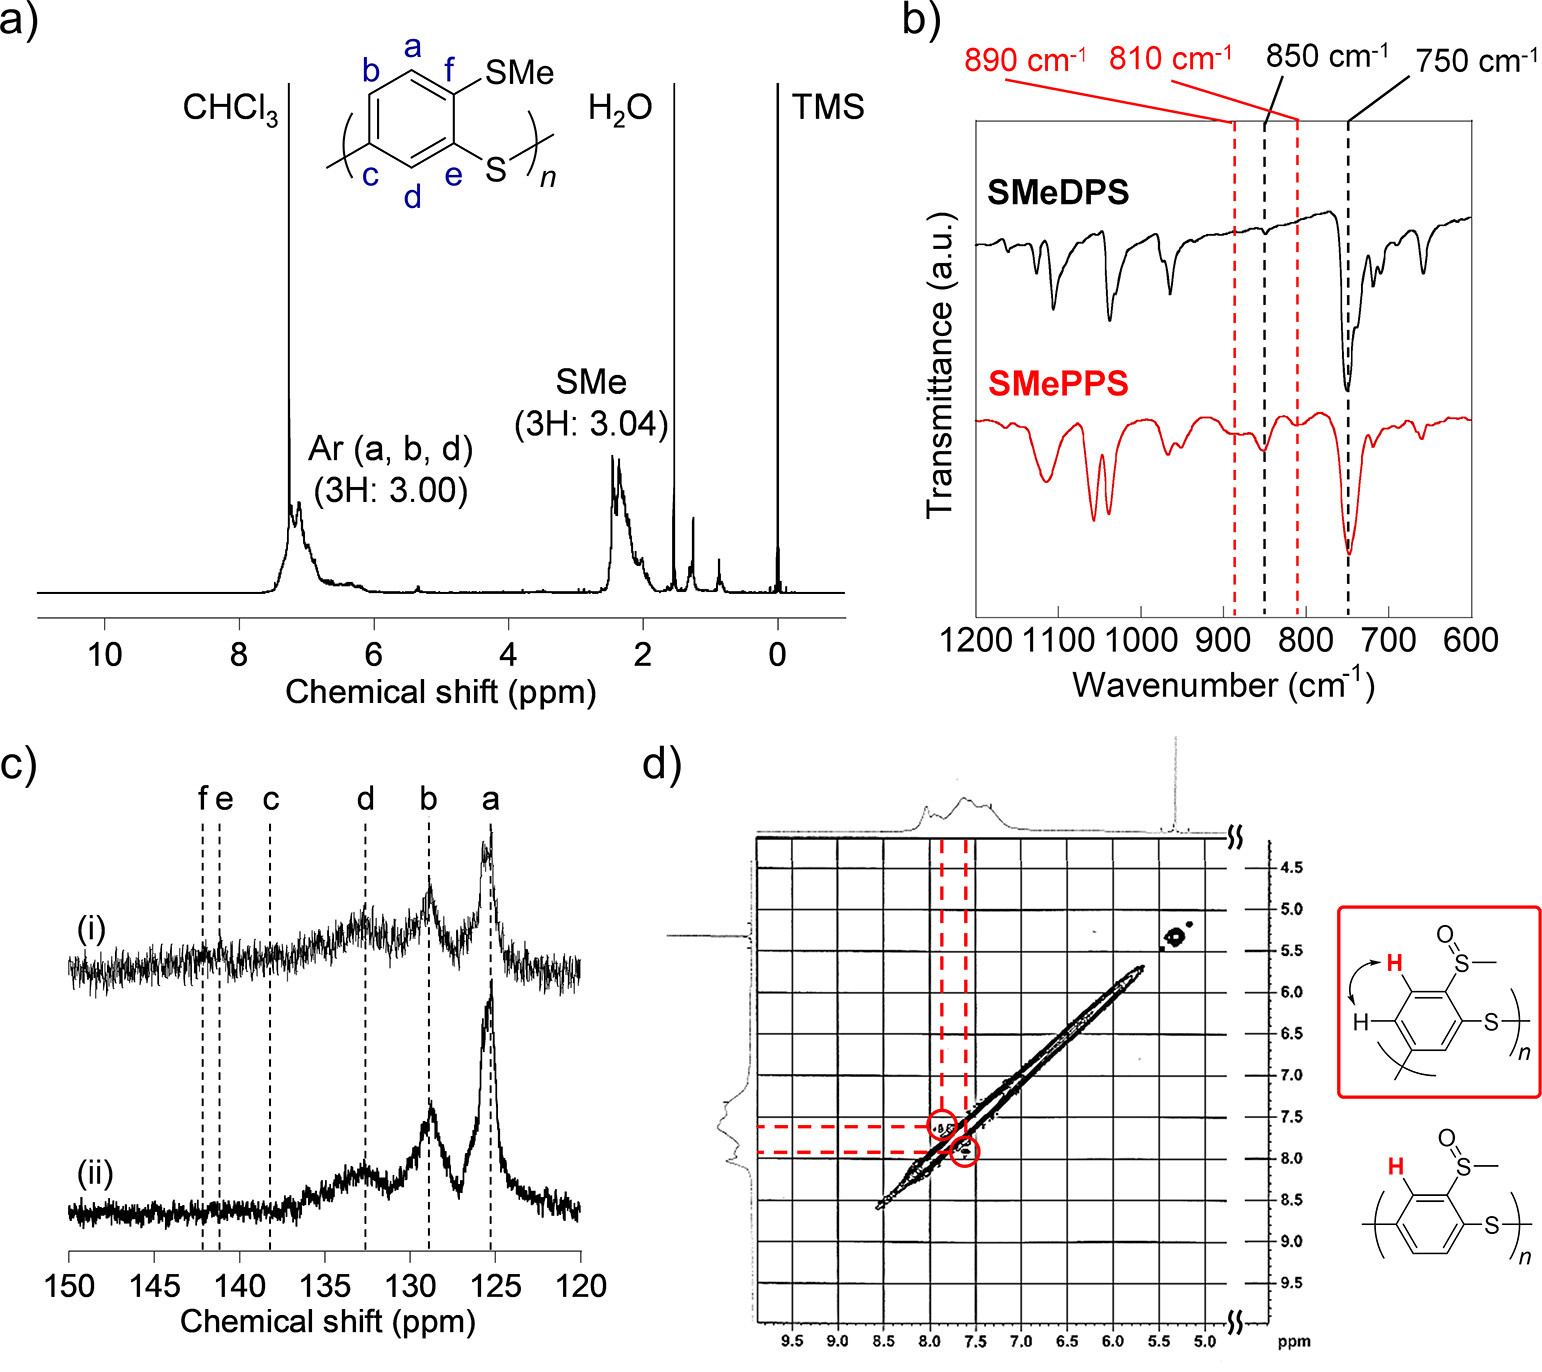 a)
a
b
f
SMe
CHCl3
H2O
TMS
c
e
S
n
d
SMe
(3H: 3.04)
Ar (a, b, d)
(3H: 3.00)
10 8 6 4 2 0
Chemical shift (ppm)
b)
890 cm-1 810 cm-1 850 cm-1 750 cm-1
SMeDPS
SMePPS
Transmittance (a.u.)
1200 1100 1000 900 800 700 600
Wavenumber (cm-1)
c)
f e c d b a
(i)
(ii)
150 145 140 135 130 125 120
Chemical shift (ppm)
d)
4.5
5.0
5.5
6.0
6.5
7.0
7.5
8.0
8.5
9.0
9.5
9.5 9.0 8.5 8.0 7.5 7.0 6.5 6.0 5.5 5.0 ppm
O
H
S
H
S
n
O
H
S
S
n